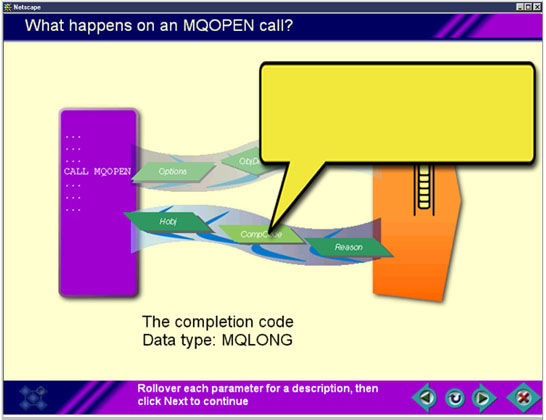 Netscape
What happens on an MQOPEN call?
...
...
...
CALL MQOPEN
...
...
...
Options
Hobj
CompCode
Reason
The completion code
Data type: MQLONG
Rollover each parameter for a description, then
click Next to continue